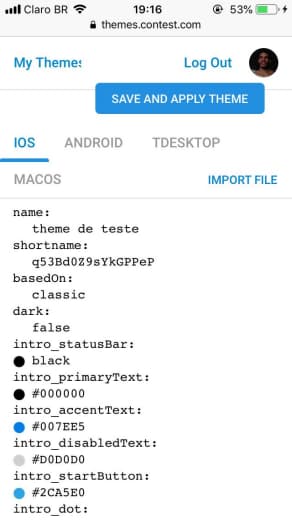 Claro BR 19:16 53%
themes.contest.com
My Themes Log Out
SAVE AND APPLY THEME
IOS ANDROID TDESKTOP
MACOS IMPORT FILE
name:
theme de teste
shortname:
q53Bd0Z9sYkGPPeP
basedOn:
classic
dark:
false
intro_statusBar:
black
intro_primaryText:
#000000
intro_accentText:
#007EE5
intro_disabledText:
#D0D0D0
intro_startButton:
#2CA5E0
intro_dot: